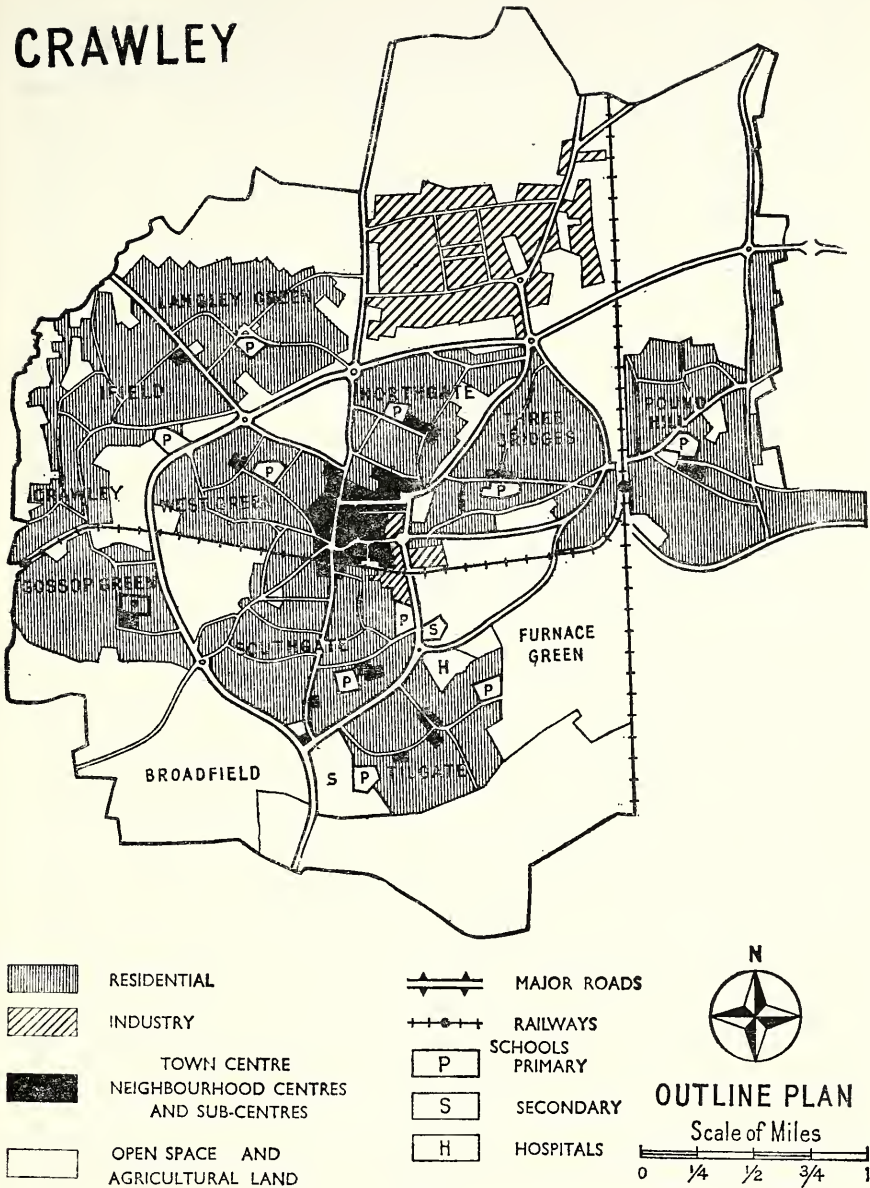 CRAWLEY
LANGLEY GREEN
P
IFIELD
NORTHGATE
P
THREE
BRIDGES
POUND
HILL
P
P
CRAWLEY
WEST GREEN
P
P
GOSSOP GREEN
P
SOUTHGATE
P
S
H
FURNACE
GREEN
P
P
BROADFIELD
S
P
TILGATE
RESIDENTIAL
INDUSTRY
TOWN CENTRE
NEIGHBOURHOOD CENTRES
AND SUB-CENTRES
OPEN SPACE AND
AGRICULTURAL LAND
MAJOR ROADS
RAILWAYS
SCHOOLS
P PRIMARY
S SECONDARY
H HOSPITALS
N
OUTLINE PLAN
Scale of Miles
0 1/4 1/2 3/4 1